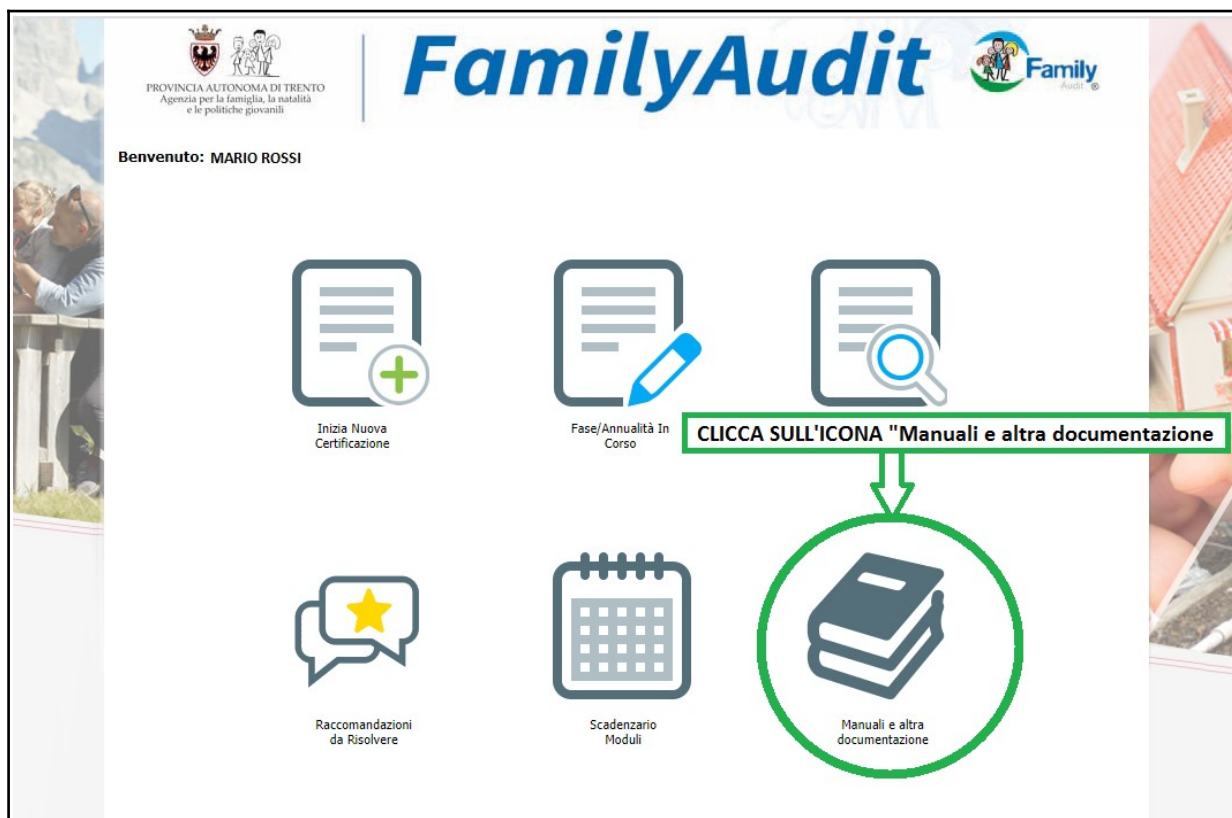 PROVINCIA AUTONOMA DI TRENTO
Agenzia per la famiglia, la natalità
e le politiche giovanili
FamilyAudit
Family
Audit ®
Benvenuto: MARIO ROSSI
Inizia Nuova
Certificazione
Fase/Annualità In
Corso
CLICCA SULL'ICONA "Manuali e altra documentazione
Raccomandazioni
da Risolvere
Scadenzario
Moduli
Manuali e altra
documentazione